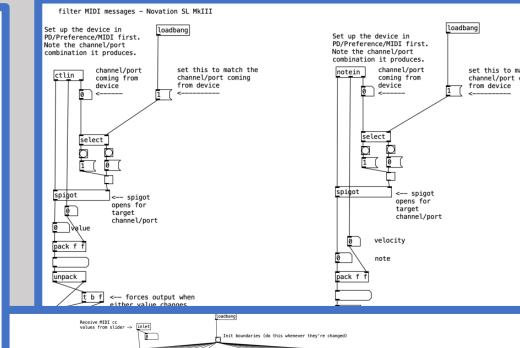 filter MIDI messages - Novation SL MkIII
Set up the device in
PD/Preference/MIDI first.
Note the channel/port
combination it produces.
loadbang
ctlin
channel/port
coming from
device
<------
0
set this to match the
channel/port coming
from device
<---------
1
select
1
0
spigot
<-- spigot
opens for
target
channel/port
0
0
value
pack f f
unpack
t b f
<-- forces output when
either value changes
Set up the device in
PD/Preference/MIDI first.
Note the channel/port
combination it produces.
loadbang
notein
channel/port
coming from
device
<------
0
set this to ma
channel/port c
from device
<---------
1
select
1
0
spigot
<-- spigot
opens for
target
channel/port
0
velocity
0
note
pack f f
Receive MIDI cc
values from slider ->
inlet
loadbang
Init boundaries (do this whenever they're changed)